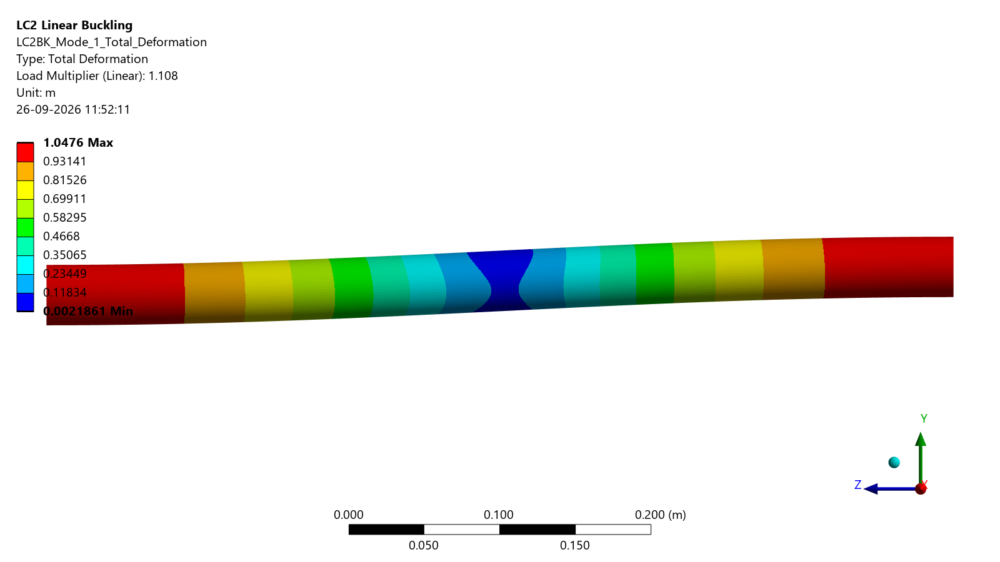 LC2 Linear Buckling
LC2BK_Mode_1_Total_Deformation
Type: Total Deformation
Load Multiplier (Linear): 1.108
Unit: m
26-09-2026 11:52:11
1.0476 Max
0.93141
0.81526
0.69911
0.58295
0.4668
0.35065
0.23449
0.11834
0.0021861 Min
Y
Z
X
0.000
0.100
0.200 (m)
0.050
0.150